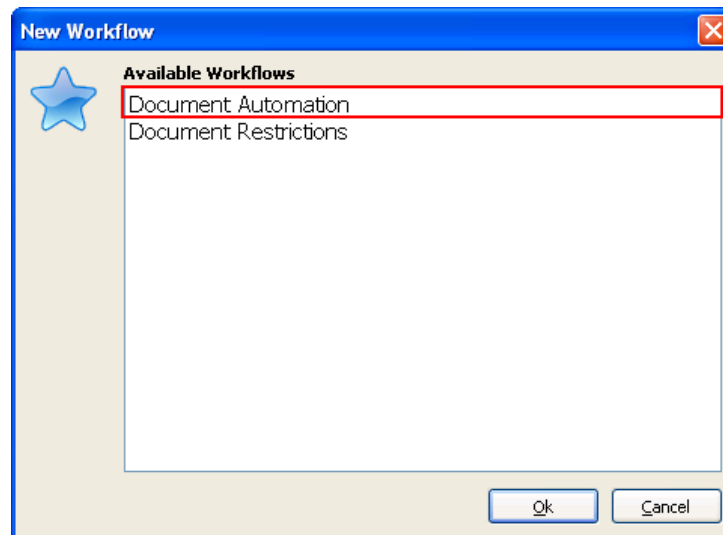 New Workflow
Available Workflows
Document Automation
Document Restrictions
Ok
Cancel